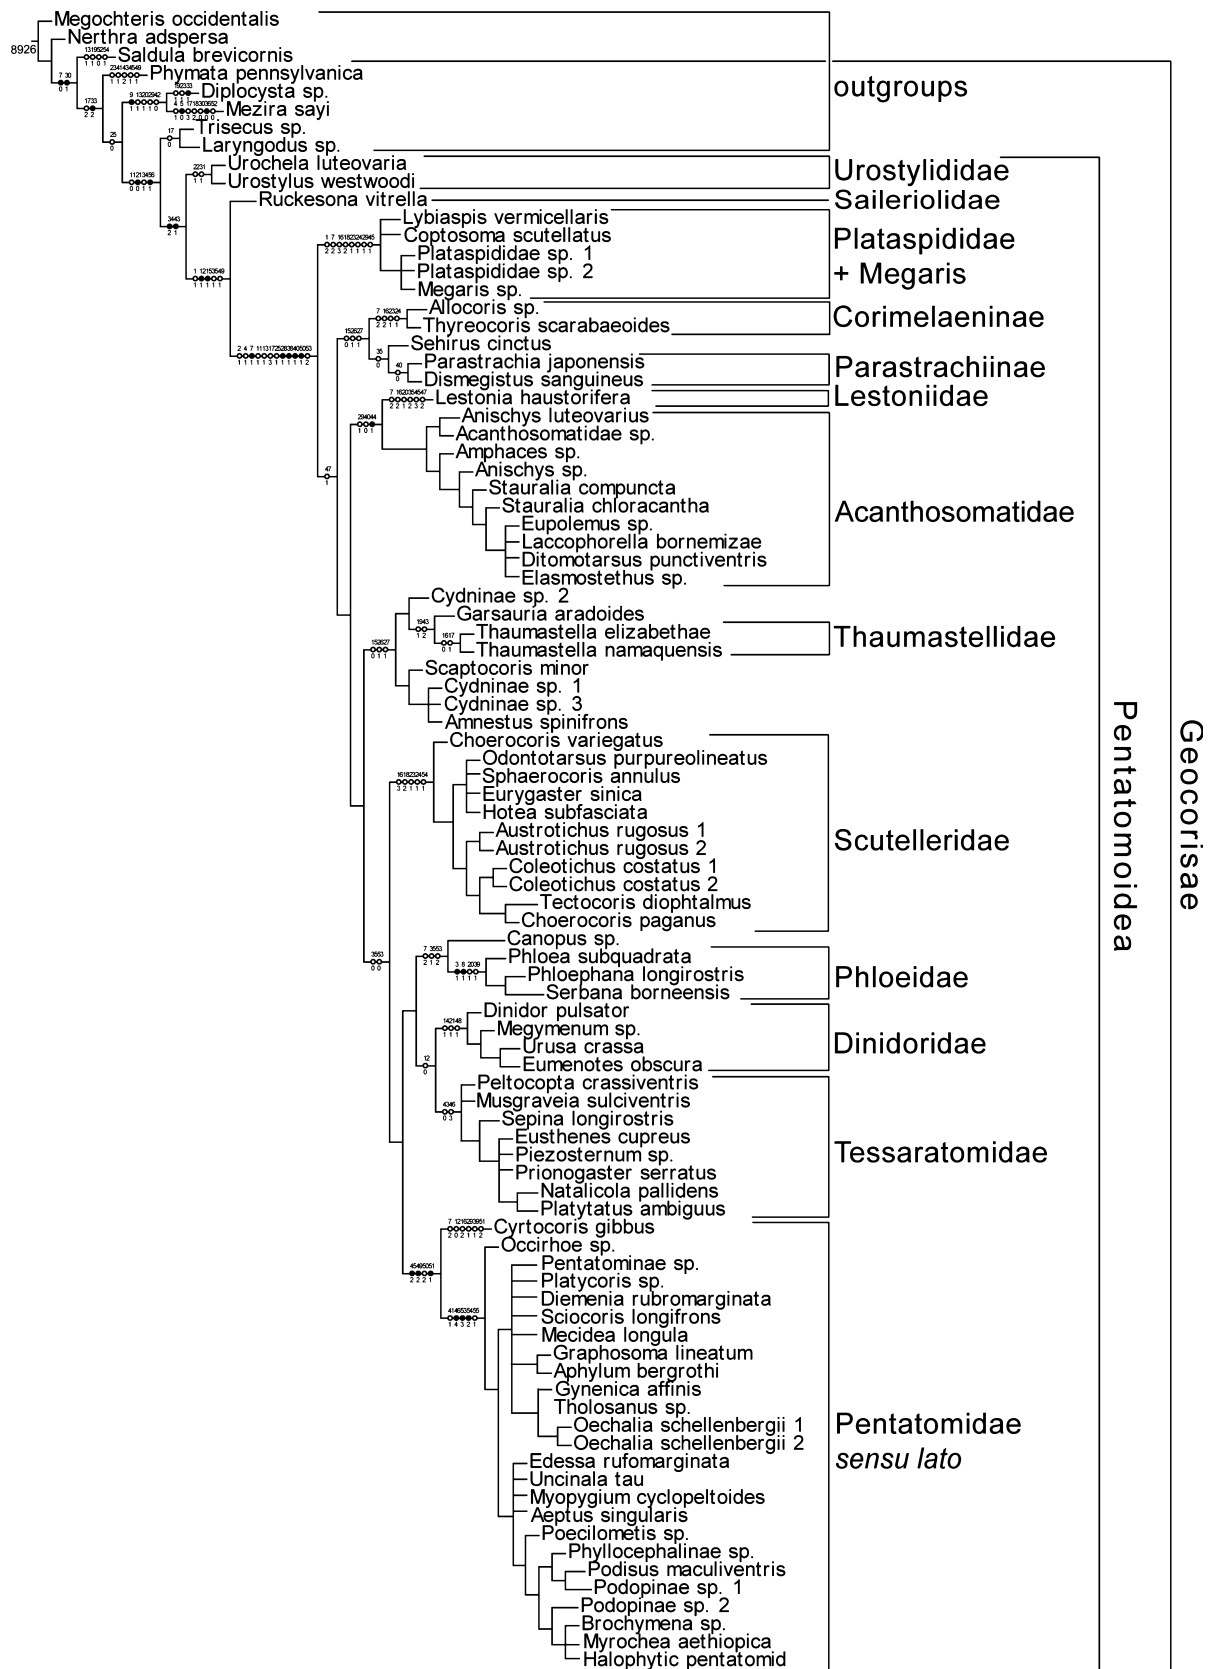 Megochteris occidentalis
8926
Nerthra adspersa
Saldula brevicornis
Phymata pennsylvanica
Diplocysta sp.
Mezira sayi
Trisecus sp.
Laryngodus sp.
outgroups
Urochela luteovaria
Urostylus westwoodi
Urostylididae
Ruckesona vitrella
Saileriolidae
Lybiaspis vermicellaris
Coptosoma scutellatus
Plataspididae sp. 1
Plataspididae sp. 2
Megaris sp.
Plataspididae
+ Megaris
Allocoris sp.
Thyreocoris scarabaeoides
Corimelaeninae
Sehirus cinctus
Parastrachia japonensis
Dismegistus sanguineus
Parastrachiinae
Lestonia haustorifera
Lestoniidae
Anischys luteovarius
Acanthosomatidae sp.
Amphaces sp.
Anischys sp.
Stauralia compuncta
Stauralia chloracantha
Eupolemus sp.
Laccophorella bornemizae
Ditomotarsus punctiventris
Elasmostethus sp.
Acanthosomatidae
Cydninae sp. 2
Garsauria aradoides
Thaumastella elizabethae
Thaumastella namaquensis
Thaumastellidae
Scaptocoris minor
Cydninae sp. 1
Cydninae sp. 3
Amnestus spinifrons
Choerocoris variegatus
Odontotarsus purpureolineatus
Sphaerocoris annulus
Eurygaster sinica
Hotea subfasciata
Austrotichus rugosus 1
Austrotichus rugosus 2
Coleotichus costatus 1
Coleotichus costatus 2
Tectocoris diophtalmus
Choerocoris paganus
Scutelleridae
Canopus sp.
Phloea subquadrata
Phloephana longirostris
Serbana borneensis
Phloeidae
Dinidor pulsator
Megymenum sp.
Urusa crassa
Eumenotes obscura
Dinidoridae
Peltocopta crassiventris
Musgraveia sulciventris
Sepina longirostris
Eusthenes cupreus
Piezosternum sp.
Prionogaster serratus
Natalicola pallidens
Platytatus ambiguus
Tessaratomidae
Cyrtocoris gibbus
Occirhoe sp.
Pentatominae sp.
Platycoris sp.
Diemenia rubromarginata
Sciocoris longifrons
Mecidea longula
Graphosoma lineatum
Aphylum bergrothi
Gynenica affinis
Tholosanus sp.
Oechalia schellenbergii 1
Oechalia schellenbergii 2
Edessa rufomarginata
Uncinala tau
Myopygium cyclopeltoides
Aeptus singularis
Poecilometis sp.
Phyllocephalinae sp.
Podisus maculiventris
Podopinae sp. 1
Podopinae sp. 2
Brochymena sp.
Myrochea aethiopica
Halophytic pentatomid
Pentatomidae
sensu lato
Pentatomoidea
Geocorisae